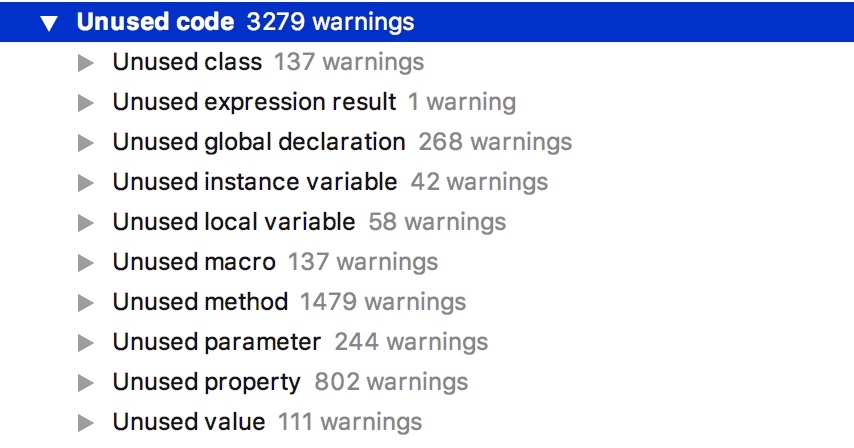 Unused code 3279 warnings
Unused class 137 warnings
Unused expression result 1 warning
Unused global declaration 268 warnings
Unused instance variable 42 warnings
Unused local variable 58 warnings
Unused macro 137 warnings
Unused method 1479 warnings
Unused parameter 244 warnings
Unused property 802 warnings
Unused value 111 warnings